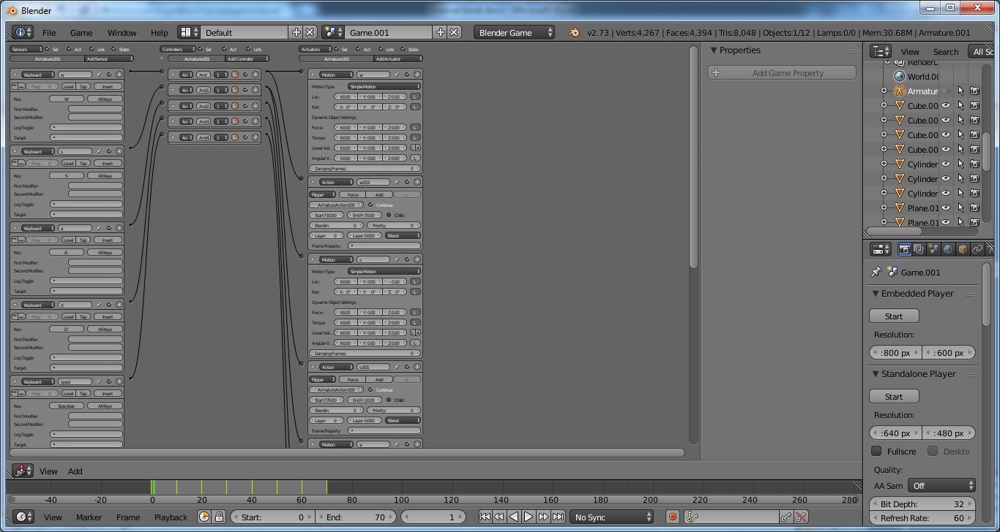 Blender
File Game Window Help Default Game.001 Blender Game v2.73 | Verts:4,267 | Faces:4,394 | Tris:8,048 | Objects:1/12 | Lamps:0/0 | Mem:30.68M | Armature.001
Sensors Sel Act Link State
Armature.001 Add Sensor
Keyboard w
Freq: 0 Level Tap Invert
Key: W All Keys
First Modifier:
Second Modifier:
Log Toggle:
Target:
Keyboard s
Freq: 0 Level Tap Invert
Key: S All Keys
First Modifier:
Second Modifier:
Log Toggle:
Target:
Keyboard a
Freq: 0 Level Tap Invert
Key: A All Keys
First Modifier:
Second Modifier:
Log Toggle:
Target:
Keyboard d
Freq: 0 Level Tap Invert
Key: D All Keys
First Modifier:
Second Modifier:
Log Toggle:
Target:
Keyboard spasi
Freq: 0 Level Tap Invert
Key: Spacebar All Keys
First Modifier:
Second Modifier:
Log Toggle:
Target:
Controllers Sel Act Link
Armature.001 Add Controller
An And 1
An And1 1
An And2 1
An And3 1
An And4 1
Actuators Sel Act Link State
Armature.001 Add Actuator
Motion w
Motion Type: Simple Motion
Loc: X:0.00 Y: 0.00 Z:0.10 L
Rot: X: 0° Y: 0° Z: 0° L
Dynamic Object Settings:
Force: X:0.00 Y: 0.00 Z:0.00 L
Torque: X:0.00 Y: 0.00 Z:0.00 L
Linear Vel... X:0.00 Y: 0.00 Z:0.00 L A
Angular V... X:0.00 Y: 0.00 Z:0.00 L
Damping Frames: 0
Action w.001
Flipper Force Add L
ArmatureAction.000 Continue
Start F10.00 End Fr:70.00 Child
Blendin: 0 Priority: 0
Layer: 0 Layer 0.000 Blend
Frame Property:
Motion s
Motion Type: Simple Motion
Loc: X:0.00 Y: 0.00 : -0.10 L
Rot: X: 0° Y: 0° Z: 0° L
Dynamic Object Settings:
Force: X:0.00 Y: 0.00 Z:0.00 L
Torque: X:0.00 Y: 0.00 Z:0.00 L
Linear Vel... X:0.00 Y: 0.00 Z:0.00 L A
Angular V... X:0.00 Y: 0.00 Z:0.00 L
Damping Frames: 0
Action s.001
Flipper Force Add L
ArmatureAction.000 Continue
Start F70.00 End Fr:10.00 Child
Blendin: 0 Priority: 0
Layer: 0 Layer 0.000 Blend
Frame Property:
Motion a
Properties
Add Game Property
View Search All Sc
RenderL
World.00
Armatur
Cube.00
Cube.00
Cube.00
Cube.00
Cylinder
Cylinder
Cylinder
Plane.01
Plane.01
Game.001
Embedded Player
Start
Resolution:
:800 px : 600 px
Standalone Player
Start
Resolution:
:640 px : 480 px
Fullscre Deskto
Quality:
AA Sam Off
Bit Depth: 32
Refresh Rate: 60
View Add
-40 -20 0 20 40 60 80 100 120 140 160 180 200 220 240 260 280
View Marker Frame Playback Start: 0 End: 70 1 No Sync